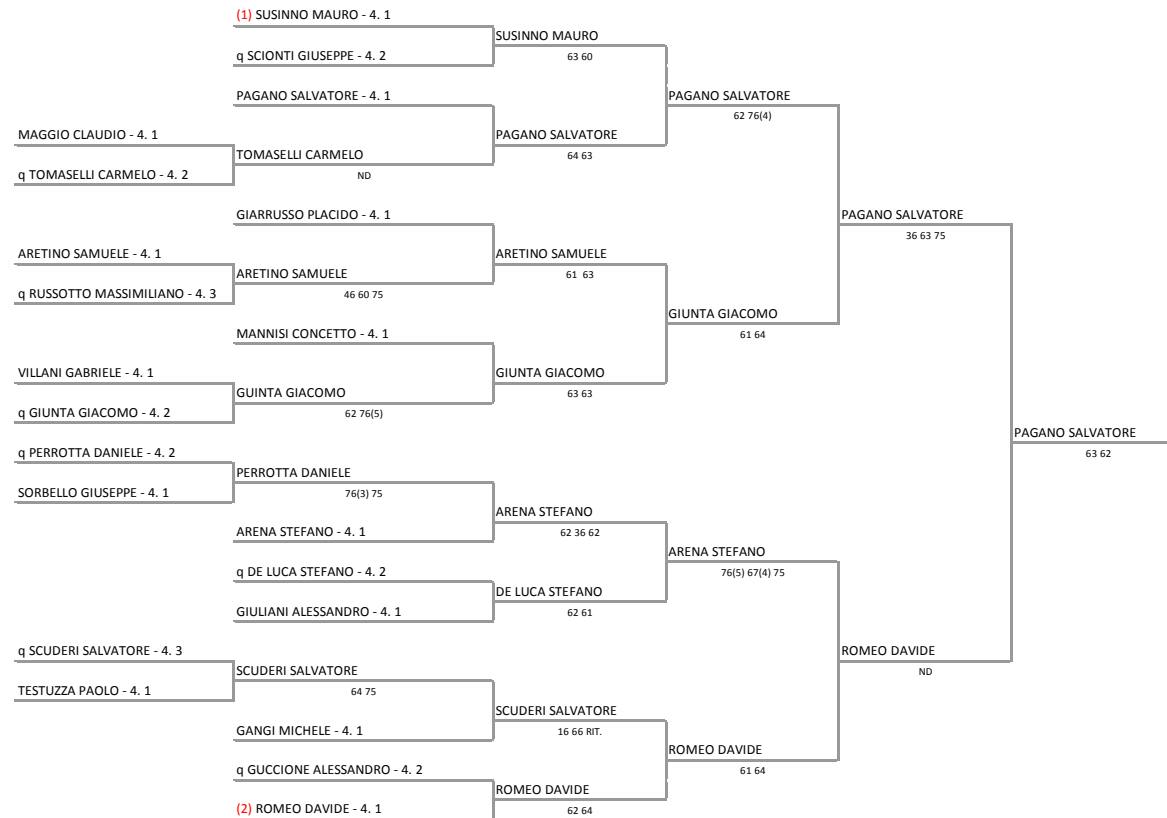 (1) SUSINNO MAURO - 4. 1
SUSINNO MAURO
q SCIONTI GIUSEPPE - 4. 2
63 60
PAGANO SALVATORE - 4. 1
PAGANO SALVATORE
62 76(4)
MAGGIO CLAUDIO - 4. 1
PAGANO SALVATORE
TOMASELLI CARMELO
64 63
q TOMASELLI CARMELO - 4. 2
ND
GIARRUSSO PLACIDO - 4. 1
PAGANO SALVATORE
36 63 75
ARETINO SAMUELE - 4. 1
ARETINO SAMUELE
ARETINO SAMUELE
61 63
q RUSSOTTO MASSIMILIANO - 4. 3
46 60 75
GIUNTA GIACOMO
MANNISI CONCETTO - 4. 1
61 64
VILLANI GABRIELE - 4. 1
GIUNTA GIACOMO
GUINTA GIACOMO
63 63
q GIUNTA GIACOMO - 4. 2
62 76(5)
PAGANO SALVATORE
q PERROTTA DANIELE - 4. 2
63 62
PERROTTA DANIELE
SORBELLO GIUSEPPE - 4. 1
76(3) 75
ARENA STEFANO
ARENA STEFANO - 4. 1
62 36 62
ARENA STEFANO
q DE LUCA STEFANO - 4. 2
76(5) 67(4) 75
DE LUCA STEFANO
GIULIANI ALESSANDRO - 4. 1
62 61
q SCUDERI SALVATORE - 4. 3
ROMEO DAVIDE
SCUDERI SALVATORE
ND
TESTUZZA PAOLO - 4. 1
64 75
SCUDERI SALVATORE
GANGI MICHELE - 4. 1
16 66 RIT.
ROMEO DAVIDE
q GUCCIONE ALESSANDRO - 4. 2
61 64
ROMEO DAVIDE
(2) ROMEO DAVIDE - 4. 1
62 64